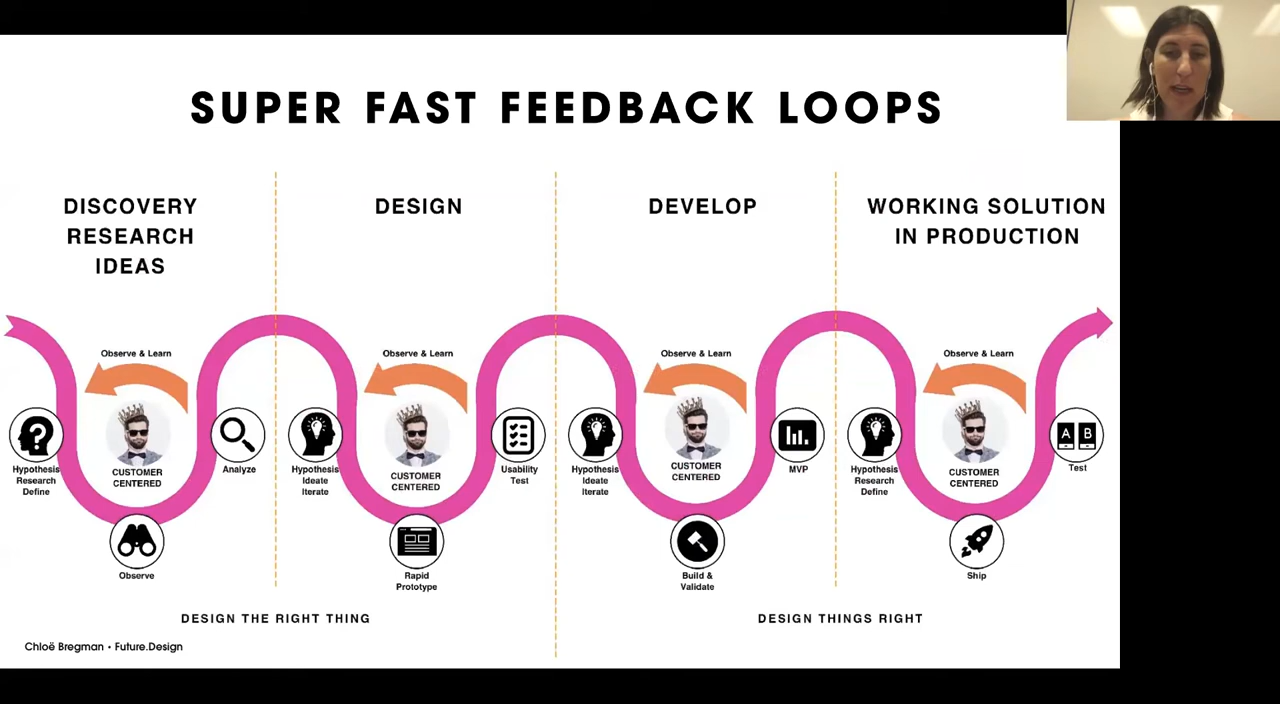 SUPER FAST FEEDBACK LOOPS
DISCOVERY
RESEARCH
IDEAS
DESIGN
DEVELOP
WORKING SOLUTION
IN PRODUCTION
Observe & Learn
CUSTOMER
CENTERED
Hypothesis
Research
Define
Observe
Analyze
Observe & Learn
CUSTOMER
CENTERED
Hypothesis
Ideate
Iterate
Rapid
Prototype
Usability
Test
Observe & Learn
CUSTOMER
CENTERED
Hypothesis
Ideate
Iterate
Build &
Validate
MVP
Observe & Learn
CUSTOMER
CENTERED
Hypothesis
Research
Define
Ship
A B
Test
DESIGN THE RIGHT THING
DESIGN THINGS RIGHT
Chloë Bregman • Future.Design